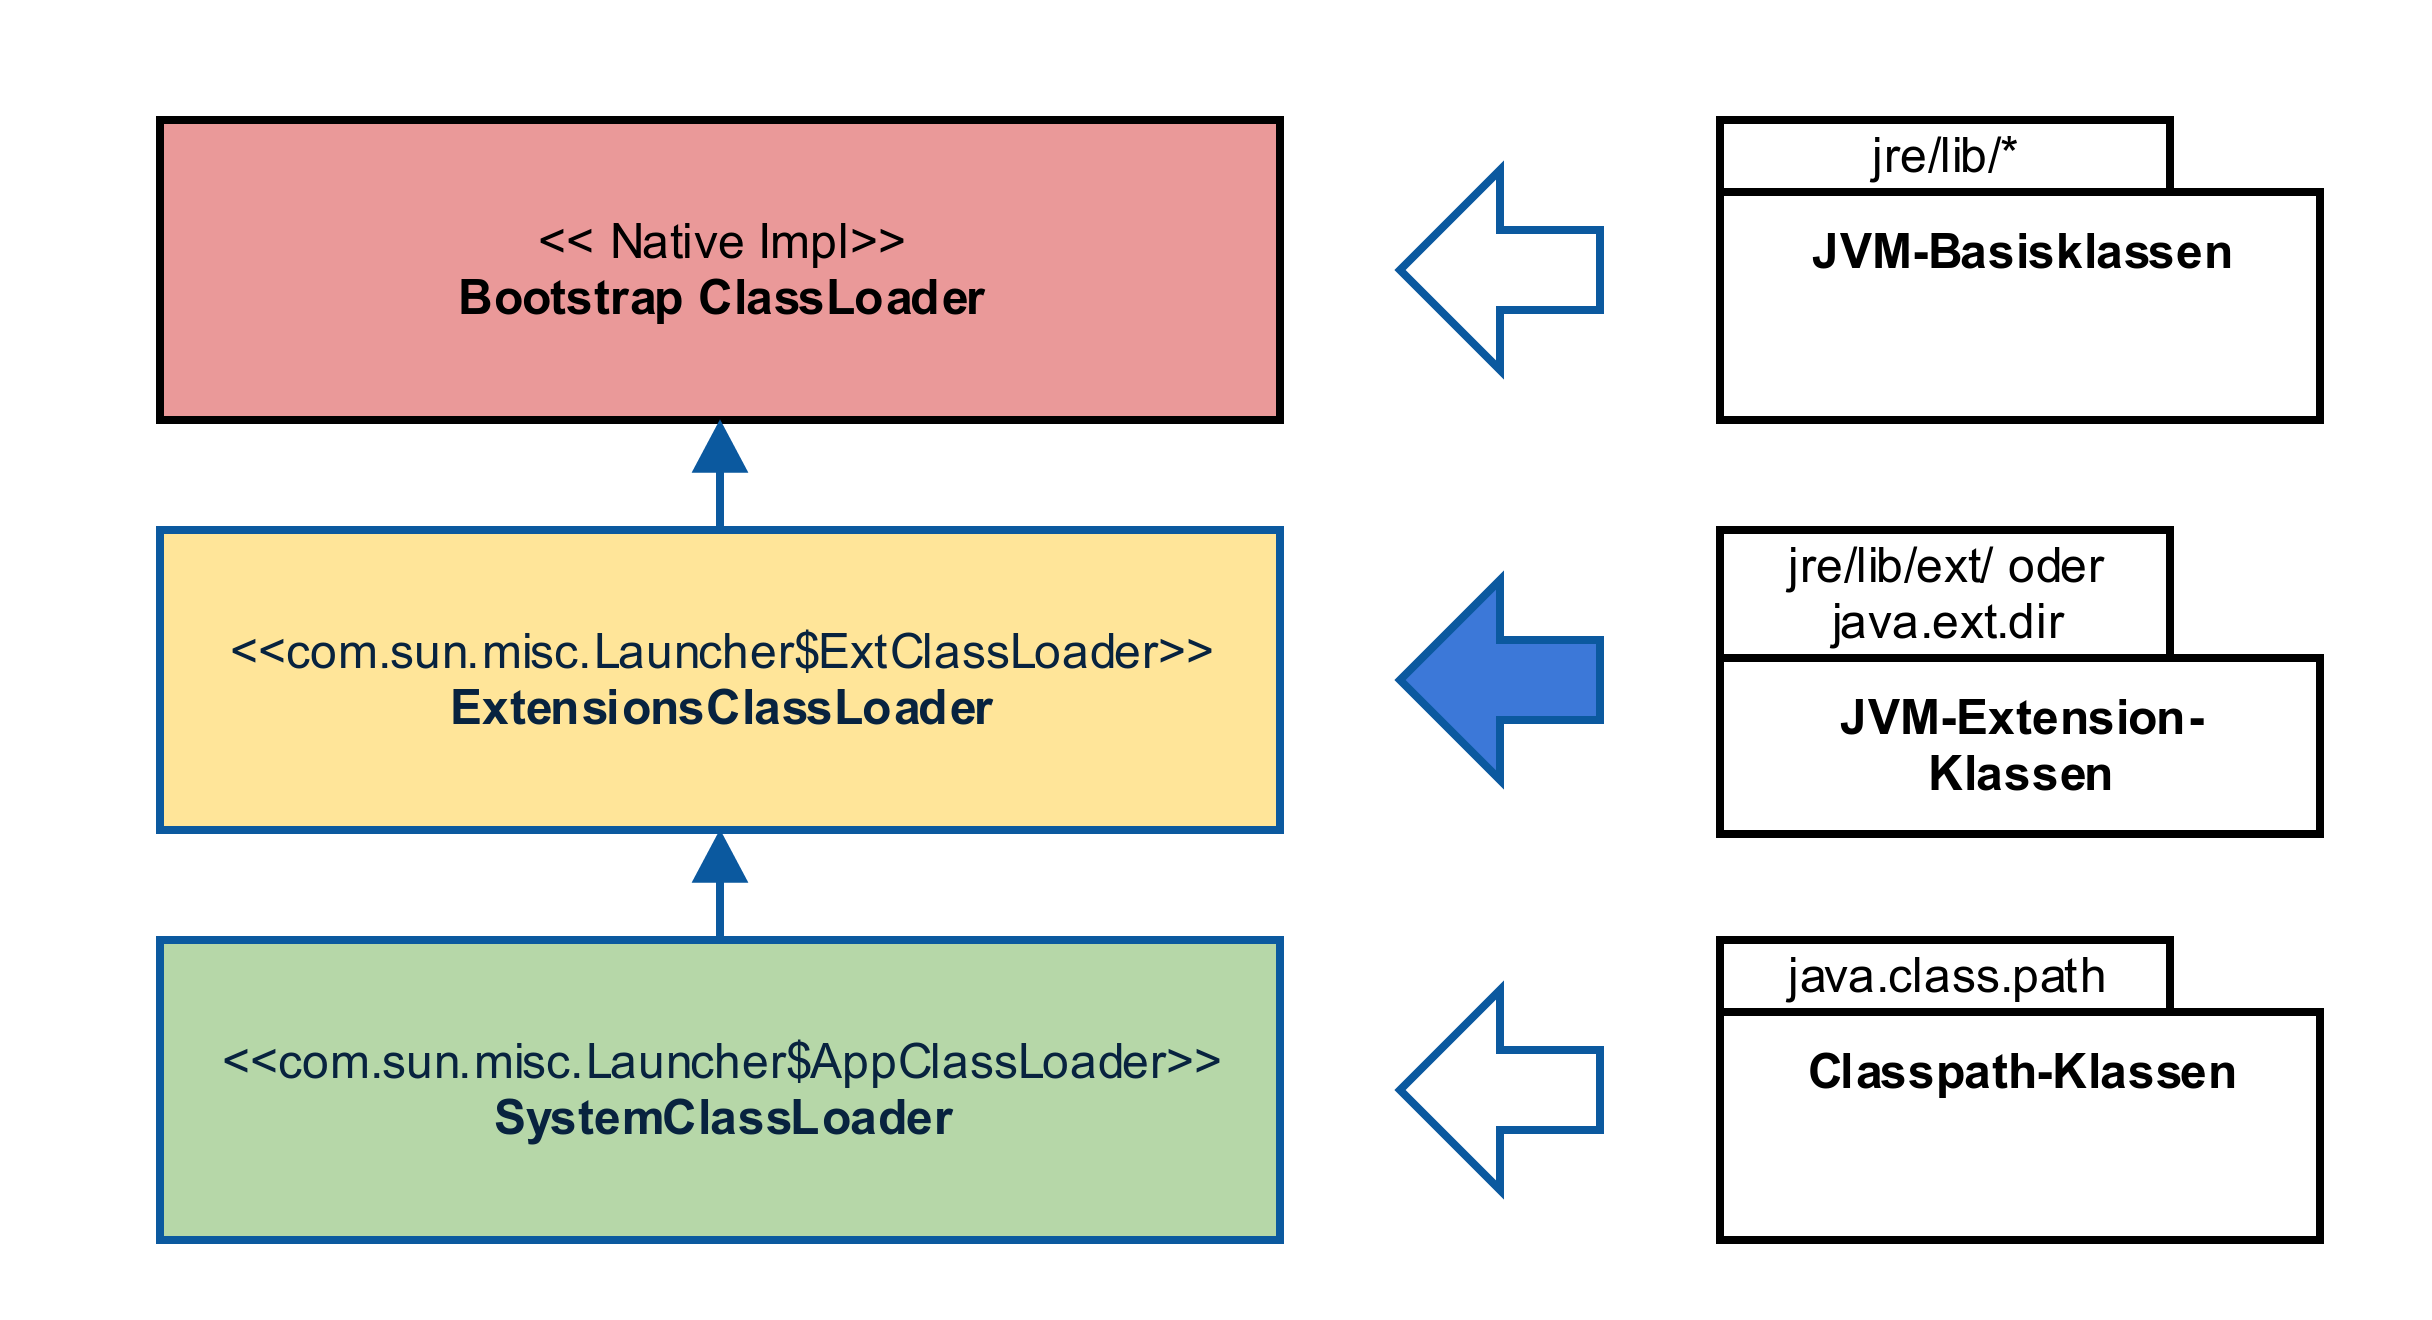 << Native Impl>>
Bootstrap ClassLoader
jre/lib/*
JVM-Basisklassen
<<com.sun.misc.Launcher$ExtClassLoader>>
ExtensionsClassLoader
jre/lib/ext/ oder
java.ext.dir
JVM-Extension-
Klassen
<<com.sun.misc.Launcher$AppClassLoader>>
SystemClassLoader
java.class.path
Classpath-Klassen